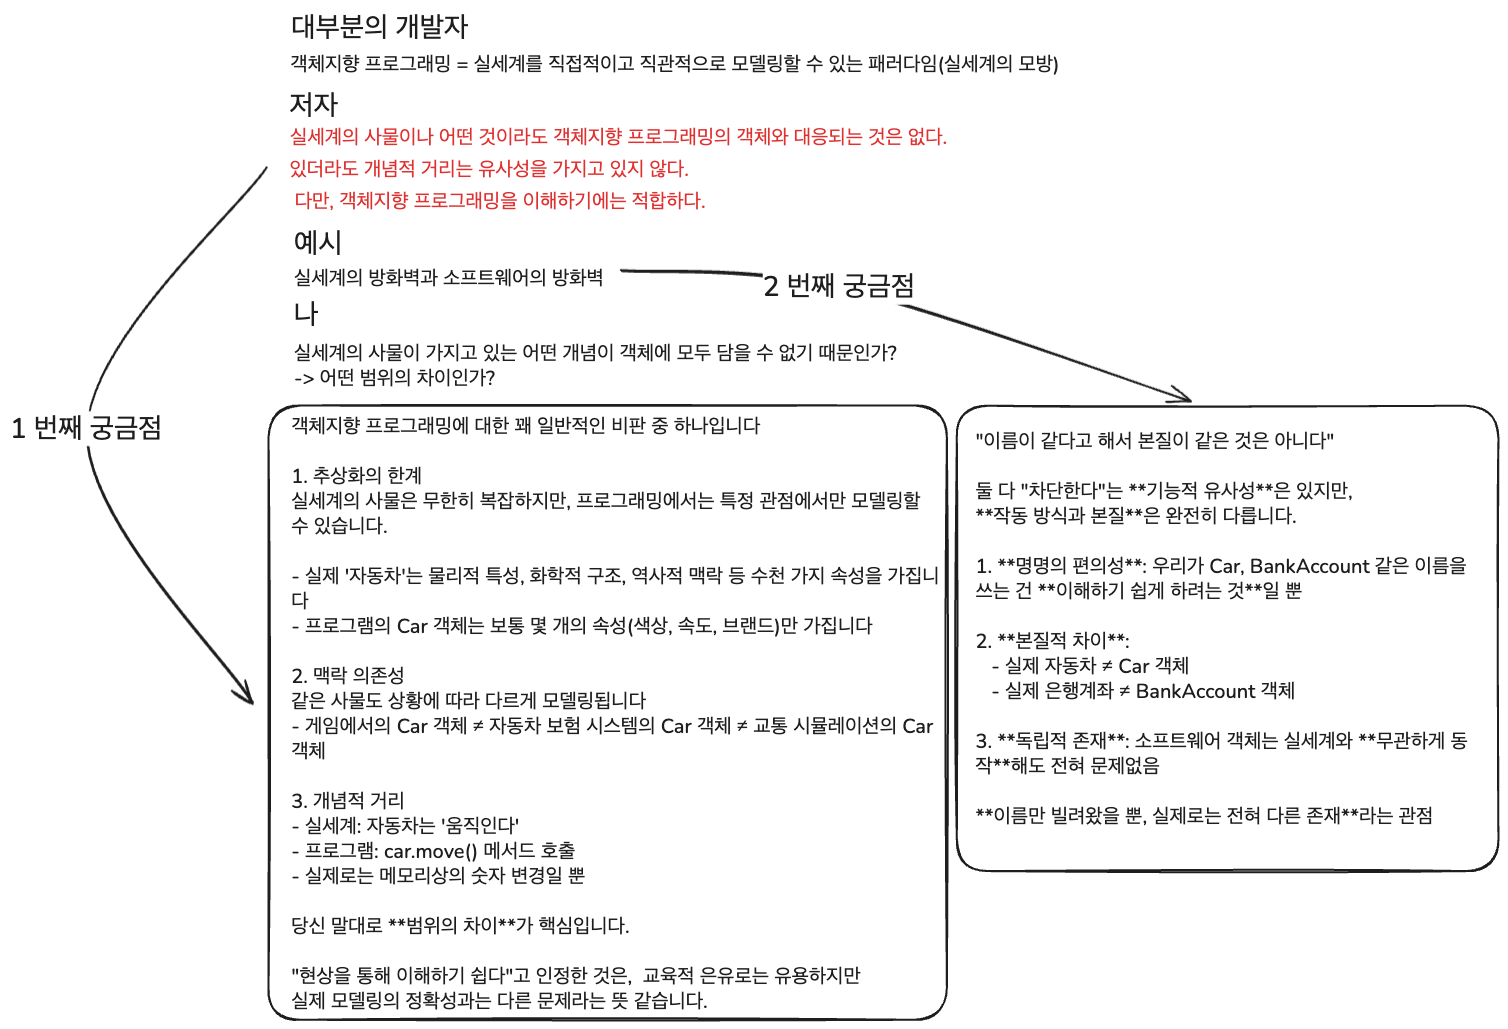 대부분의 개발자
객체지향 프로그래밍 = 실세계를 직접적이고 직관적으로 모델링할 수 있는 패러다임(실세계의 모방)
저자
실세계의 사물이나 어떤 것이라도 객체지향 프로그래밍의 객체와 대응되는 것은 없다.
있더라도 개념적 거리는 유사성을 가지고 있지 않다.
다만, 객체지향 프로그래밍을 이해하기에는 적합하다.
예시
실세계의 방화벽과 소프트웨어의 방화벽
2 번째 궁금점
나
실세계의 사물이 가지고 있는 어떤 개념이 객체에 모두 담을 수 없기 때문인가?
-> 어떤 범위의 차이인가?
1 번째 궁금점
객체지향 프로그래밍에 대한 꽤 일반적인 비판 중 하나입니다
1. 추상화의 한계
실세계의 사물은 무한히 복잡하지만, 프로그래밍에서는 특정 관점에서만 모델링할
수 있습니다.
- 실제 '자동차'는 물리적 특성, 화학적 구조, 역사적 맥락 등 수천 가지 속성을 가집니
다
- 프로그램의 Car 객체는 보통 몇 개의 속성(색상, 속도, 브랜드)만 가집니다
2. 맥락 의존성
같은 사물도 상황에 따라 다르게 모델링됩니다
- 게임에서의 Car 객체 ≠ 자동차 보험 시스템의 Car 객체 ≠ 교통 시뮬레이션의 Car
객체
3. 개념적 거리
- 실세계: 자동차는 '움직인다'
- 프로그램: car.move() 메서드 호출
- 실제로는 메모리상의 숫자 변경일 뿐
당신 말대로 **범위의 차이**가 핵심입니다.
"현상을 통해 이해하기 쉽다"고 인정한 것은,  교육적 은유로는 유용하지만
실제 모델링의 정확성과는 다른 문제라는 뜻 같습니다.
"이름이 같다고 해서 본질이 같은 것은 아니다"
둘 다 "차단한다"는 **기능적 유사성**은 있지만,
**작동 방식과 본질**은 완전히 다릅니다.
1. **명명의 편의성**: 우리가 Car, BankAccount 같은 이름을
쓰는 건 **이해하기 쉽게 하려는 것**일 뿐
2. **본질적 차이**:
- 실제 자동차 ≠ Car 객체
- 실제 은행계좌 ≠ BankAccount 객체
3. **독립적 존재**: 소프트웨어 객체는 실세계와 **무관하게 동
작**해도 전혀 문제없음
**이름만 빌려왔을 뿐, 실제로는 전혀 다른 존재**라는 관점